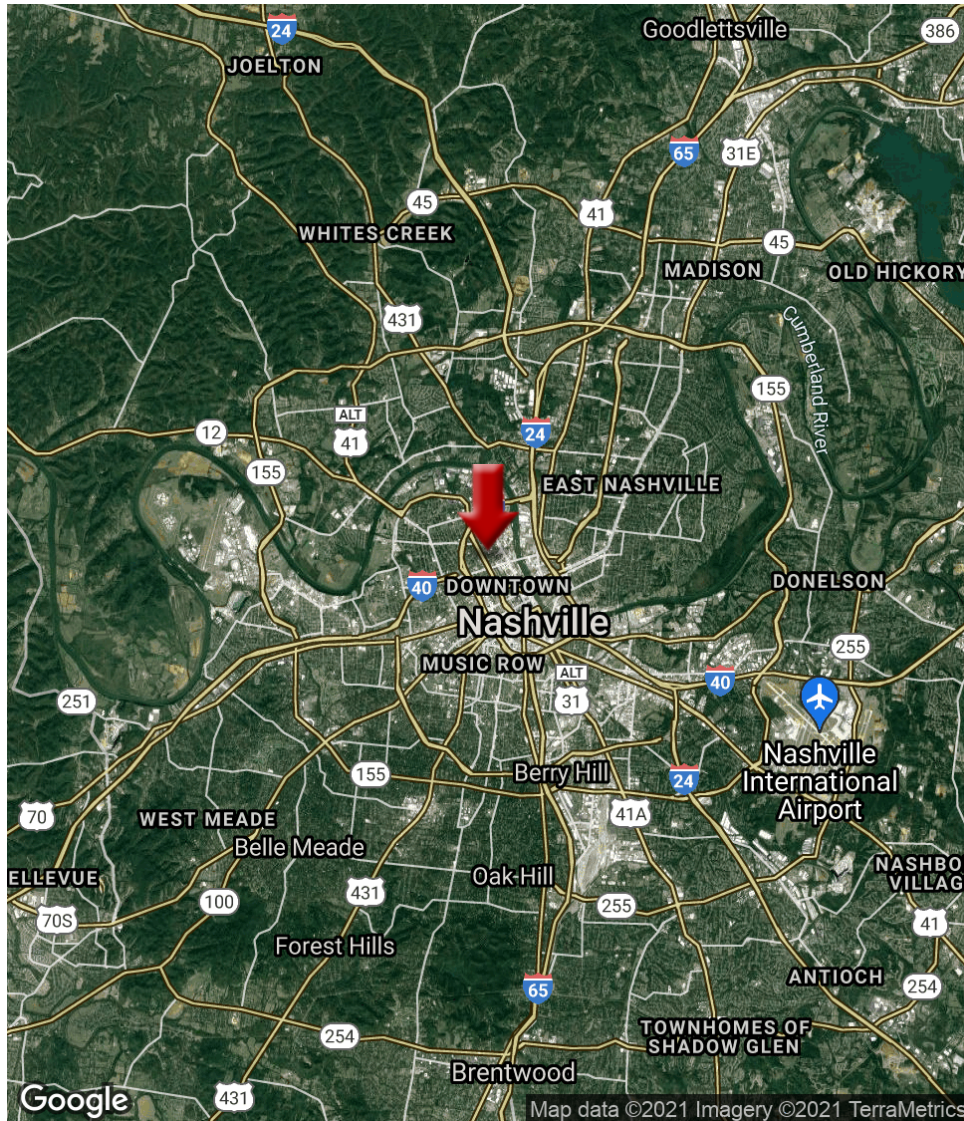 24
Goodlettsville
386
JOELTON
65
31E
45
41
WHITES CREEK
45
MADISON
OLD HICKORY
431
Cumberland River
155
ALT
41
12
24
155
EAST NASHVILLE
40
DOWNTOWN
DONELSON
Nashville
255
MUSIC ROW
ALT
31
40
251
Nashville
International
Airport
155
Berry Hill
24
70
WEST MEADE
41A
Belle Meade
ELLEVUE
Oak Hill
NASHBO
VILLAG
431
100
255
70S
41
Forest Hills
65
ANTIOCH
254
254
TOWNHOMES OF
SHADOW GLEN
Brentwood
Google
431
Map data ©2021 Imagery ©2021 TerraMetrics